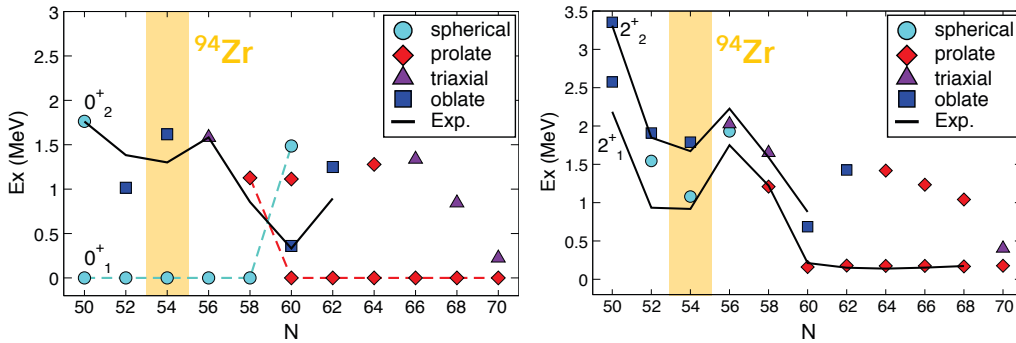 3
2.5
2
1.5
1
0.5
0
Ex (MeV)
50 52 54 56 58 60 62 64 66 68 70
N
⁹⁴Zr
0⁺₂
0⁺₁
spherical
prolate
triaxial
oblate
Exp.
3.5
3
2.5
2
1.5
1
0.5
0
Ex (MeV)
50 52 54 56 58 60 62 64 66 68 70
N
⁹⁴Zr
2⁺₂
2⁺₁
spherical
prolate
triaxial
oblate
Exp.